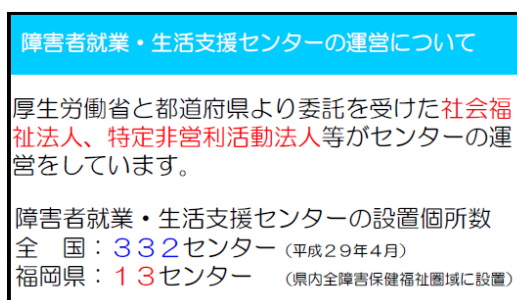 障害者就業・生活支援センターの運営について
厚生労働省と都道府県より委託を受けた社会福
祉法人、特定非営利活動法人等がセンターの運
営をしています。
障害者就業・生活支援センターの設置個所数
全　国：３３２センター（平成２９年４月）
福岡県：１３センター　（県内全障害保健福祉圏域に設置）